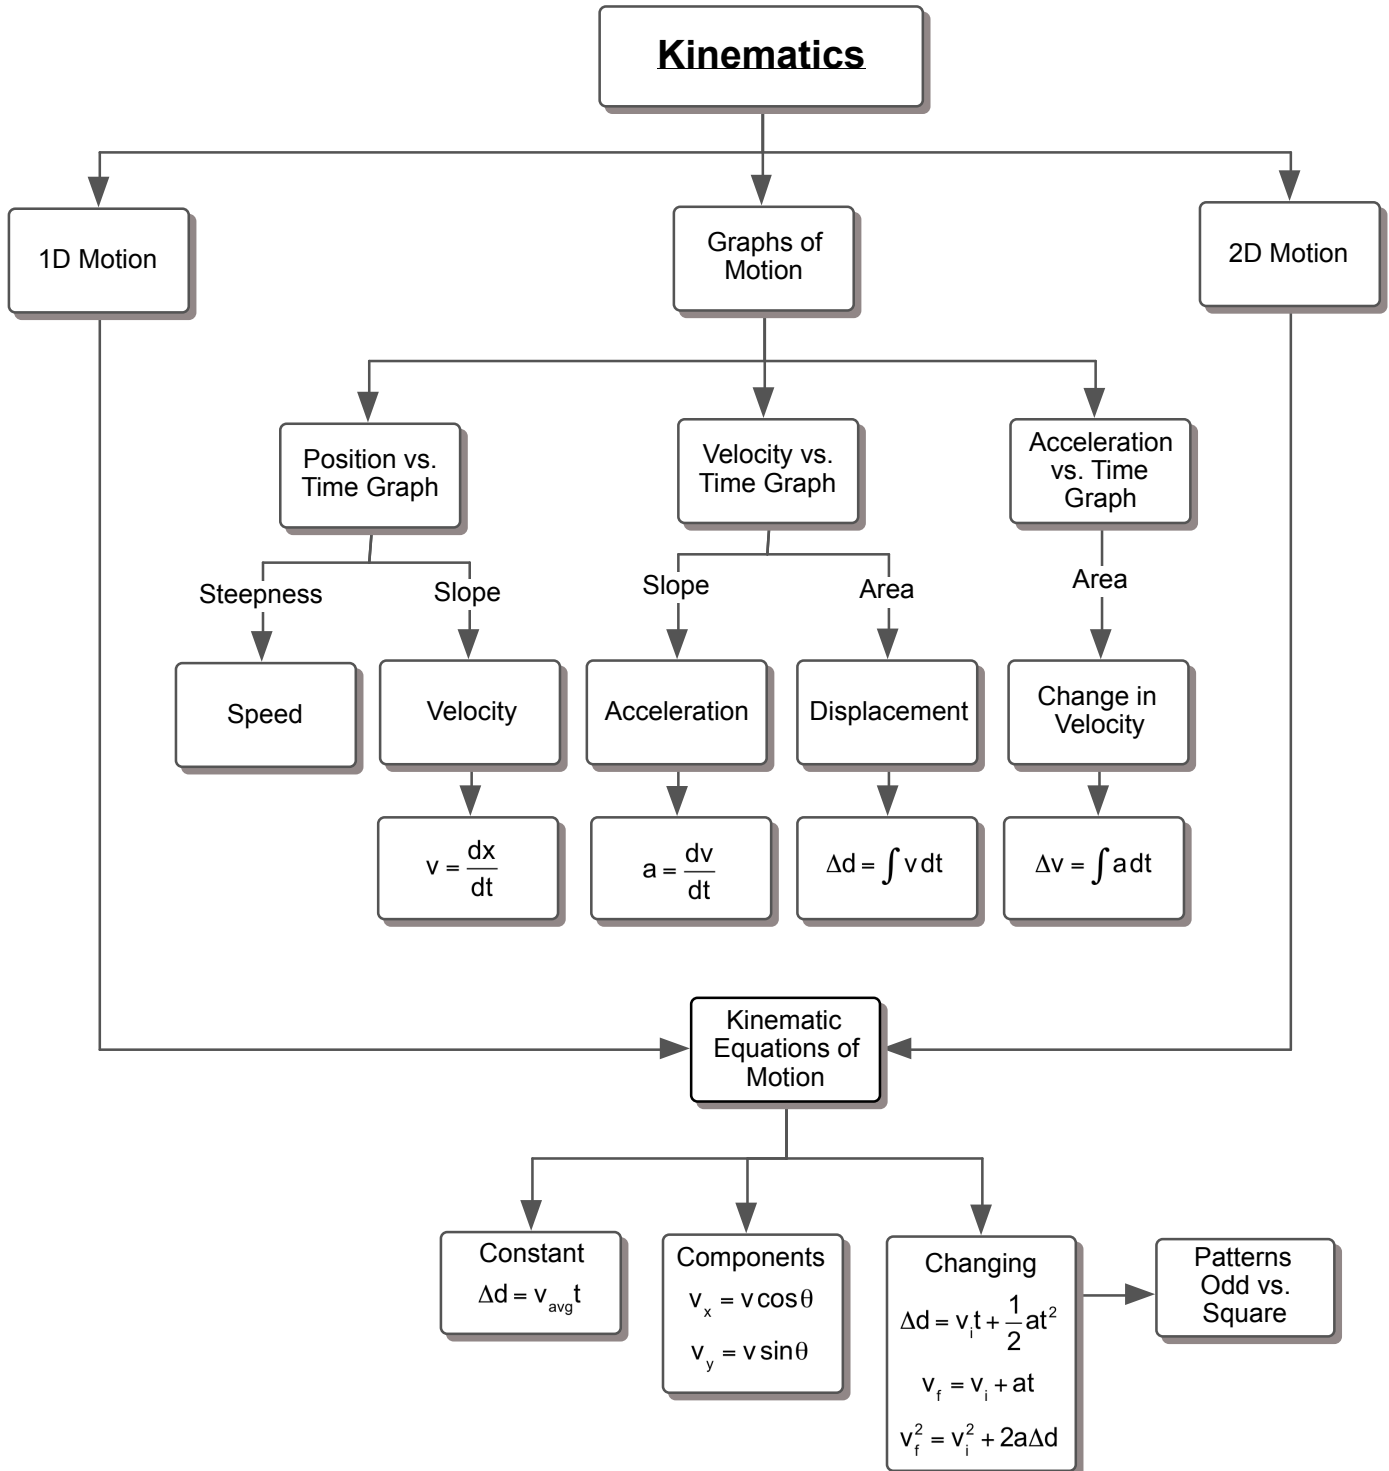 Kinematics
1D Motion
Graphs of
Motion
2D Motion
Position vs.
Time Graph
Velocity vs.
Time Graph
Acceleration
vs. Time
Graph
Steepness
Slope
Slope
Area
Area
Speed
Velocity
Acceleration
Displacement
Change in
Velocity
v = dx/dt
a = dv/dt
Δd = ∫ v dt
Δv = ∫ a dt
Kinematic
Equations of
Motion
Constant
Δd = v_avg t
Components
v_x = v cos θ
v_y = v sin θ
Changing
Δd = v_i t + 1/2 at²
v_f = v_i + at
v_f² = v_i² + 2aΔd
Patterns
Odd vs.
Square